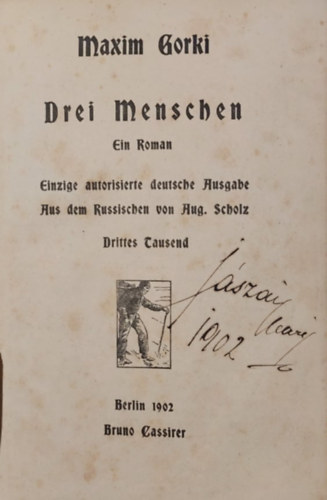 Maxim Gorki
Drei Menschen
Ein Roman
Einzige autorisierte deutsche Ausgabe
Aus dem Russischen von Aug. Scholz
Drittes Tausend
Jászai
Mari
1902
Berlin 1902
Bruno Cassirer